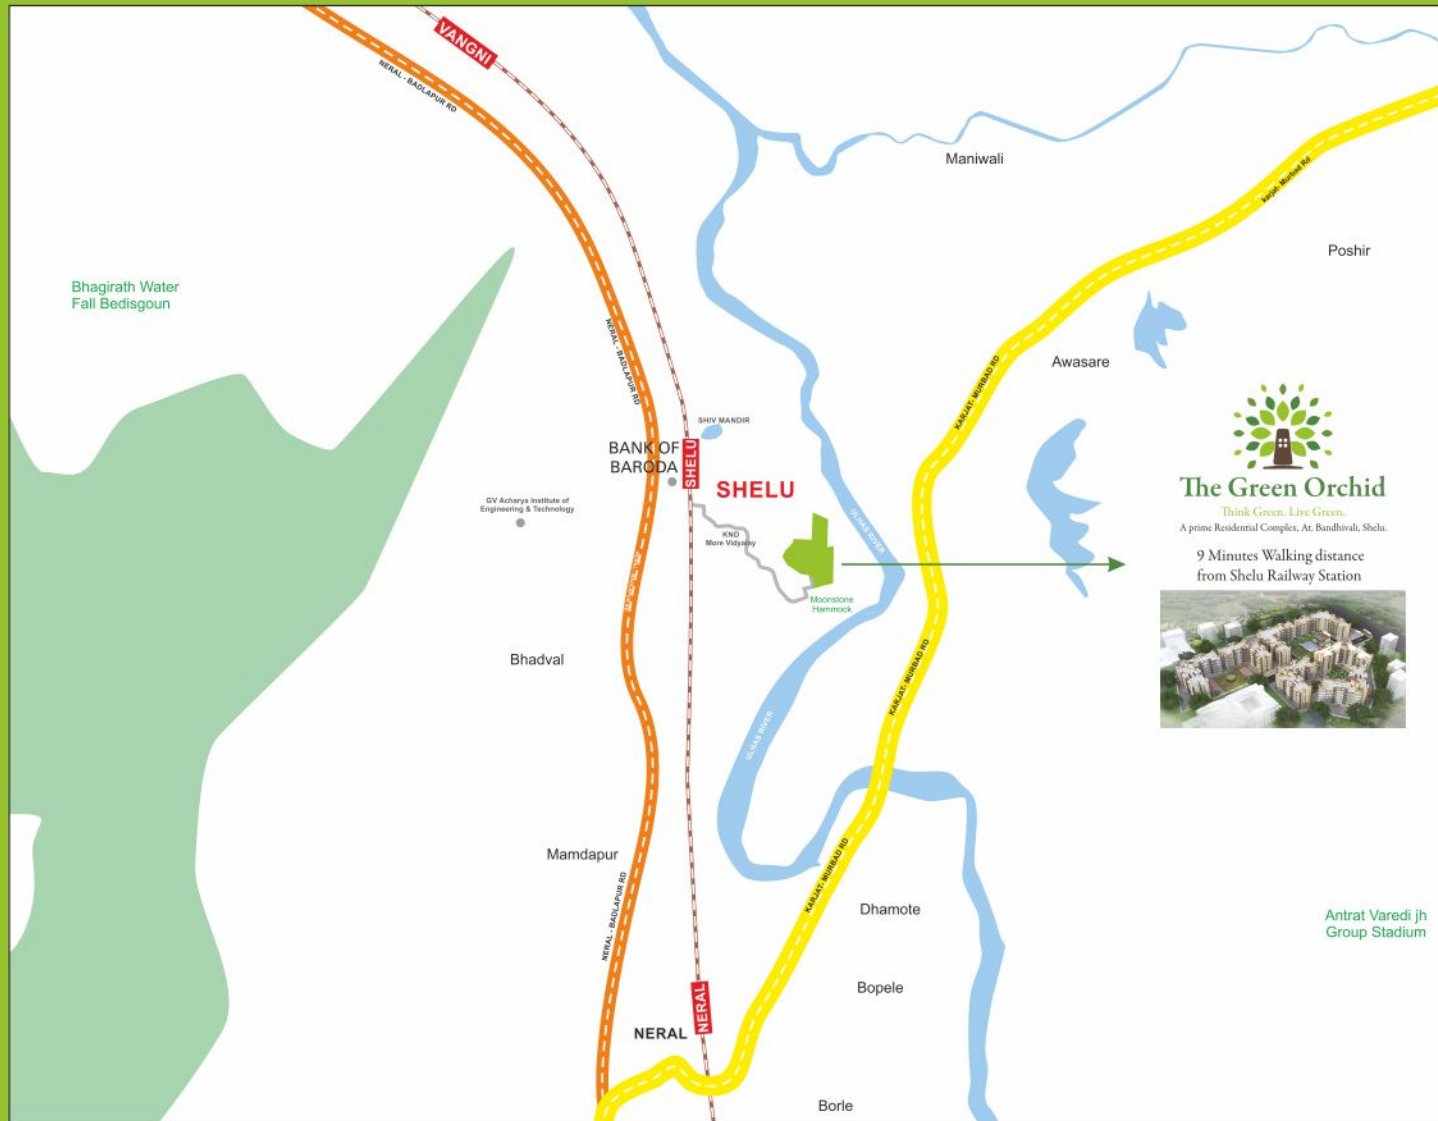 VANGNI
NERAL - BADLAPUR RD
Maniwali
karjat- Murbad Rd
Poshir
Bhagirath Water
Fall Bedisgoun
NERAL - BADLAPUR RD
Awasare
KARJAT- MURBAD RD
SHIV MANDIR
BANK OF
BARODA
SHELU
SHELU
The Green Orchid
Think Green. Live Green.
A prime Residential Complex, At. Bandhivali, Shelu.
GV Acharya Institute of
Engineering & Technology
KND
More Vidyalay
ULHAS RIVER
9 Minutes Walking distance
from Shelu Railway Station
Moonstone
Hammock
Bhadval
KARJAT- MURBAD RD
ULHAS RIVER
Mamdapur
KARJAT- MURBAD RD
NERAL - BADLAPUR RD
Dhamote
Antrat Varedi jh
Group Stadium
Bopele
NERAL
NERAL
Borle